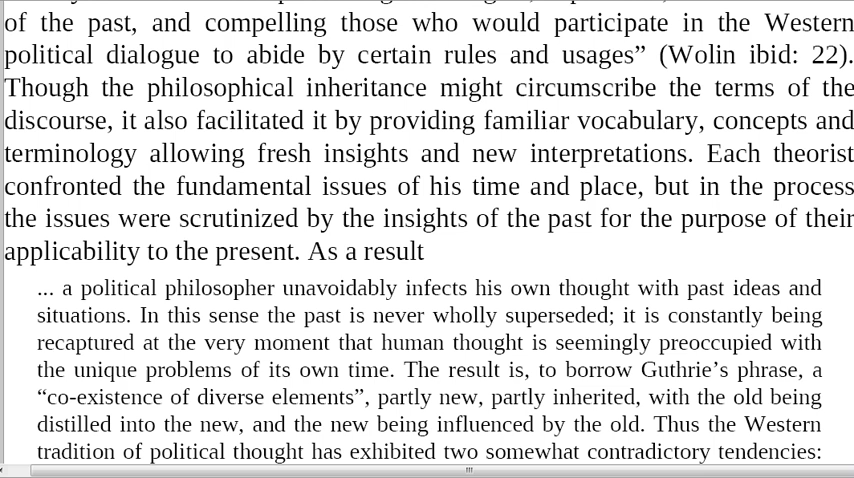 of the past, and compelling those who would participate in the Western
political dialogue to abide by certain rules and usages” (Wolin ibid: 22).
Though the philosophical inheritance might circumscribe the terms of the
discourse, it also facilitated it by providing familiar vocabulary, concepts and
terminology allowing fresh insights and new interpretations. Each theorist
confronted the fundamental issues of his time and place, but in the process
the issues were scrutinized by the insights of the past for the purpose of their
applicability to the present. As a result
... a political philosopher unavoidably infects his own thought with past ideas and
situations. In this sense the past is never wholly superseded; it is constantly being
recaptured at the very moment that human thought is seemingly preoccupied with
the unique problems of its own time. The result is, to borrow Guthrie’s phrase, a
“co-existence of diverse elements”, partly new, partly inherited, with the old being
distilled into the new, and the new being influenced by the old. Thus the Western
tradition of political thought has exhibited two somewhat contradictory tendencies: